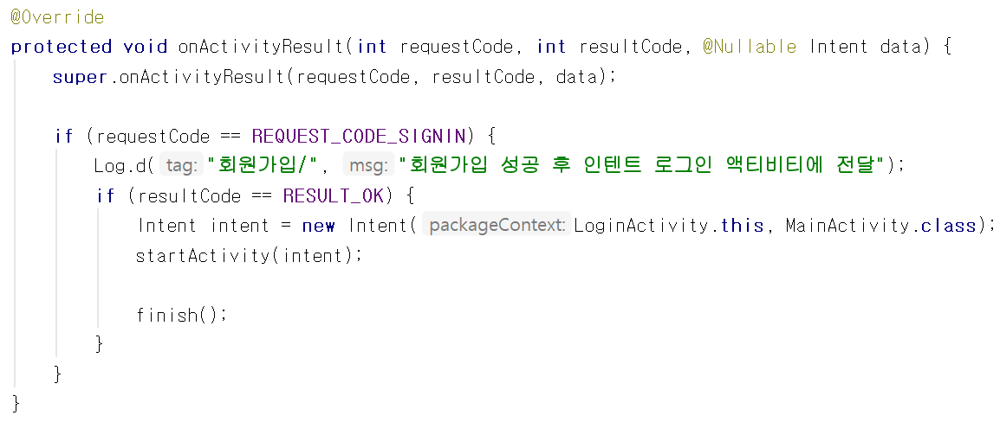 @Override
protected void onActivityResult(int requestCode, int resultCode, @Nullable Intent data) {
    super.onActivityResult(requestCode, resultCode, data);

    if (requestCode == REQUEST_CODE_SIGNIN) {
        Log.d( tag: "회원가입/", msg: "회원가입 성공 후 인텐트 로그인 액티비티에 전달");
        if (resultCode == RESULT_OK) {
            Intent intent = new Intent( packageContext: LoginActivity.this, MainActivity.class);
            startActivity(intent);

            finish();
        }
    }
}